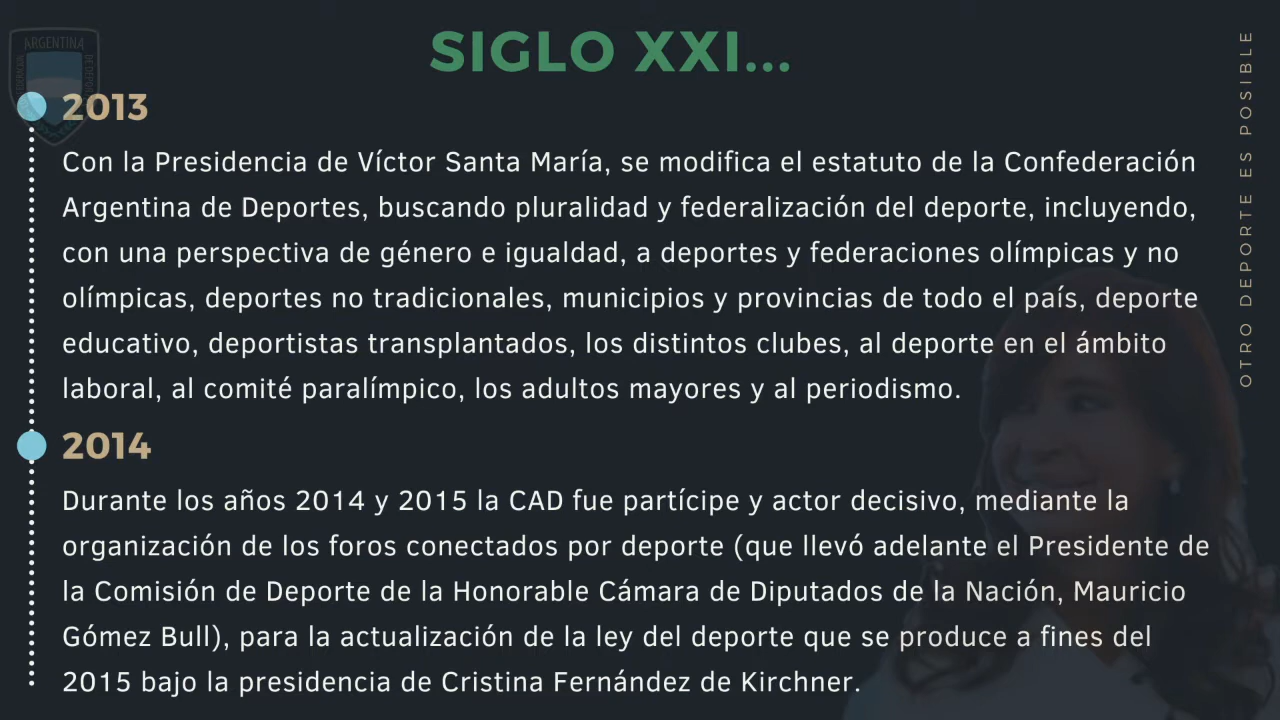 SIGLO XXI...
ARGENTINA
2013
Con la Presidencia de Víctor Santa María, se modifica el estatuto de la Confederación
Argentina de Deportes, buscando pluralidad y federalización del deporte, incluyendo,
con una perspectiva de género e igualdad, a deportes y federaciones olímpicas y no
olímpicas, deportes no tradicionales, municipios y provincias de todo el país, deporte
educativo, deportistas transplantados, los distintos clubes, al deporte en el ámbito
laboral, al comité paralímpico, los adultos mayores y al periodismo.
2014
Durante los años 2014 y 2015 la CAD fue partícipe y actor decisivo, mediante la
organización de los foros conectados por deporte (que llevó adelante el Presidente de
la Comisión de Deporte de la Honorable Cámara de Diputados de la Nación, Mauricio
Gómez Bull), para la actualización de la ley del deporte que se produce a fines del
2015 bajo la presidencia de Cristina Fernández de Kirchner.
OTRO DEPORTE ES POSIBLE